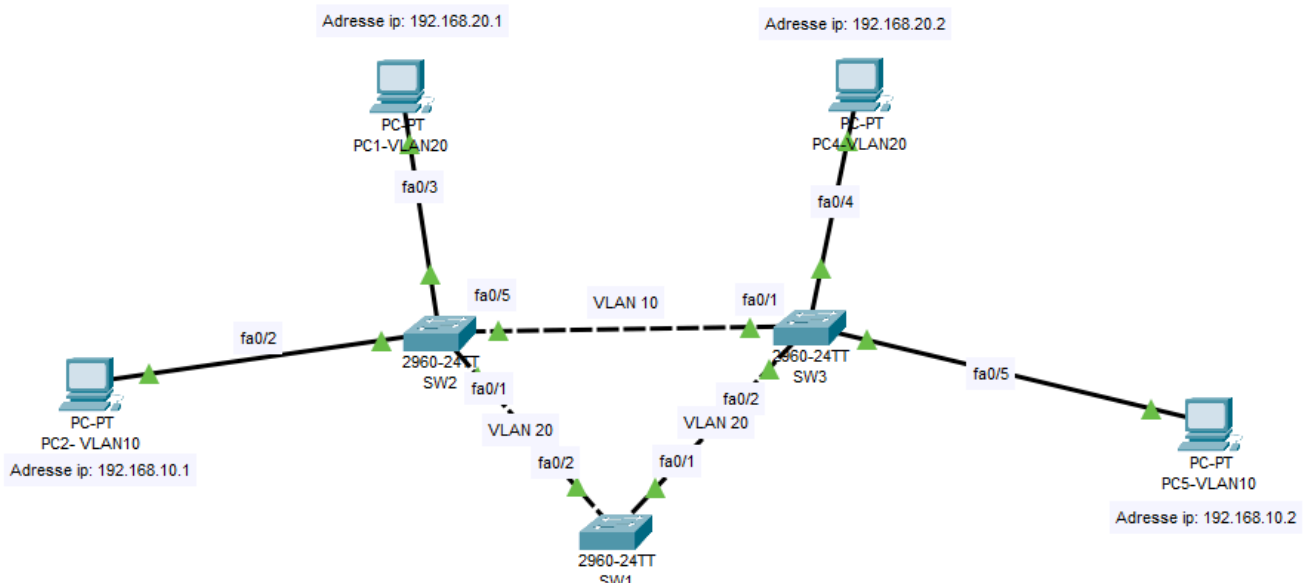 Adresse ip: 192.168.20.1
Adresse ip: 192.168.20.2
PC-PT
PC1-VLAN20
PC-PT
PC4-VLAN20
fa0/3
fa0/4
fa0/5
VLAN 10
fa0/1
fa0/2
2960-24TT
SW2
2960-24TT
SW3
fa0/1
fa0/2
fa0/5
VLAN 20
VLAN 20
PC-PT
PC2- VLAN10
Adresse ip: 192.168.10.1
fa0/2
fa0/1
PC-PT
PC5-VLAN10
Adresse ip: 192.168.10.2
2960-24TT
SW1